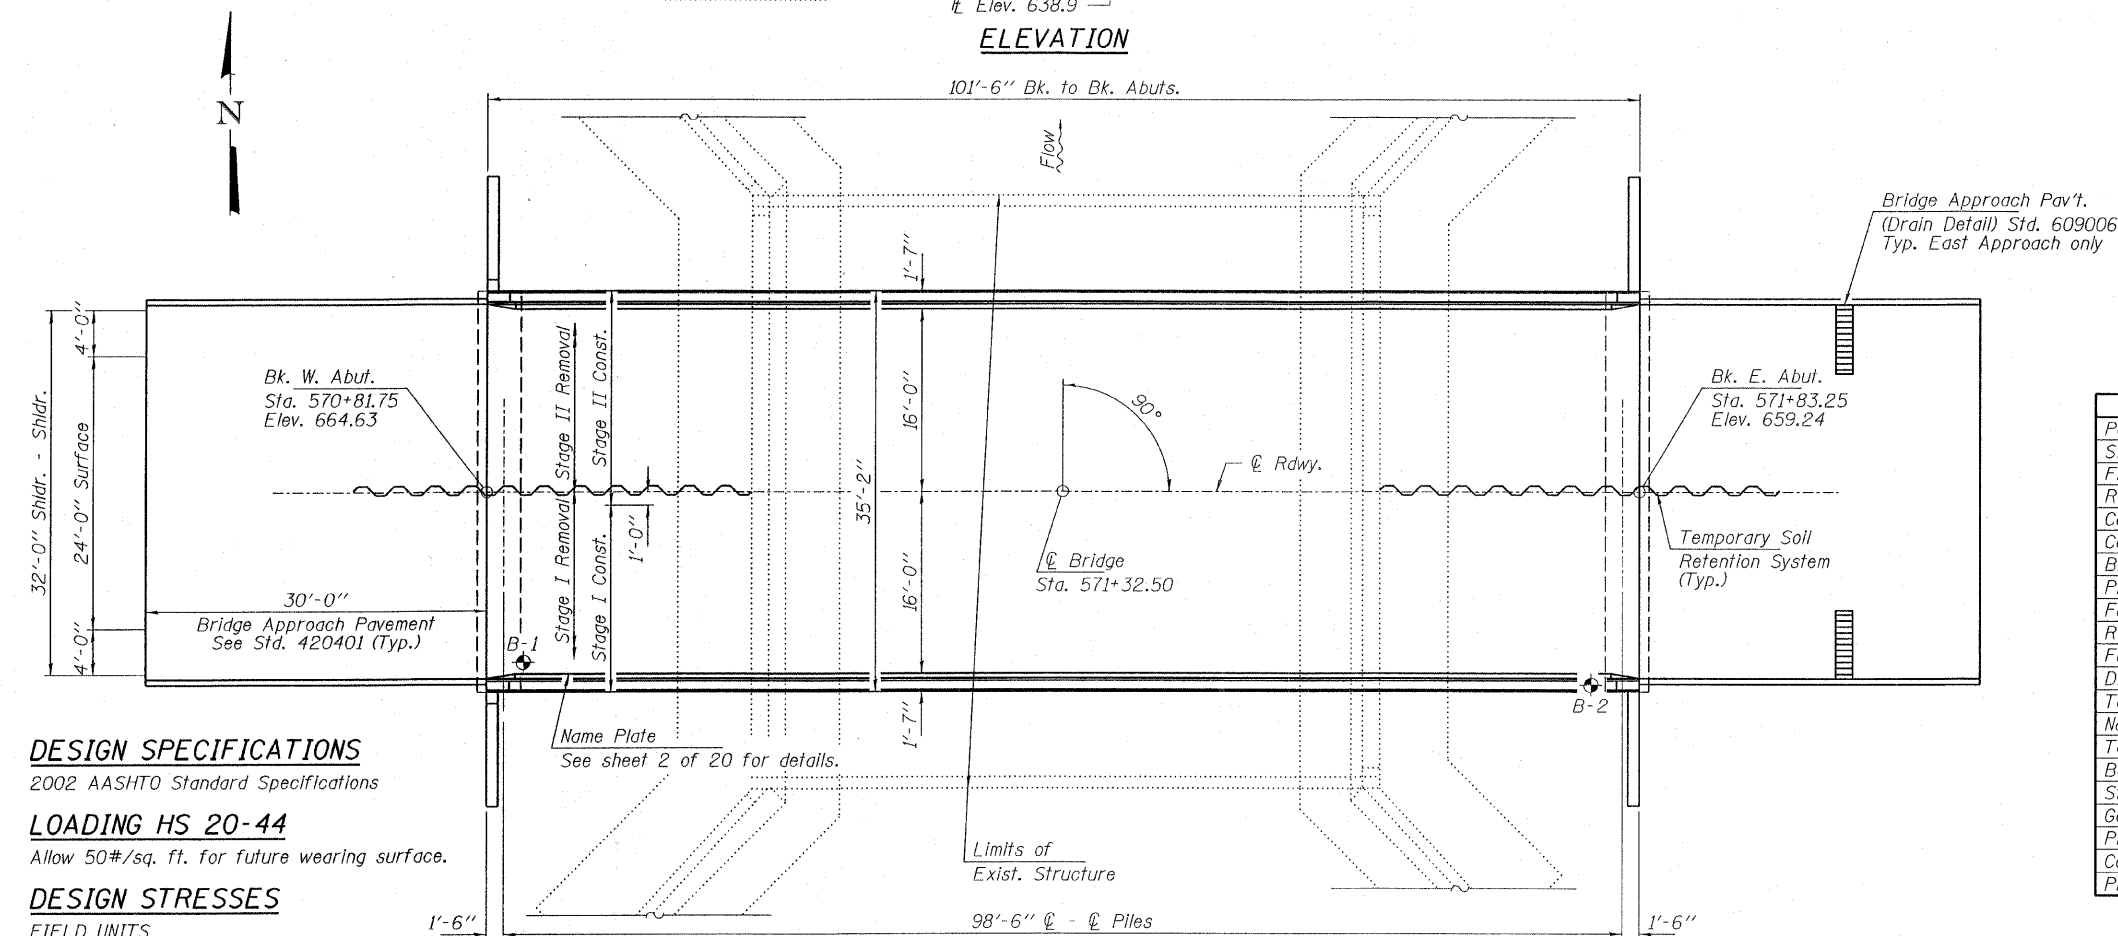 ℄ Elev. 638.9
ELEVATION
N
101'-6" Bk. to Bk. Abuts.
Flow
Bridge Approach Pav't.
(Drain Detail) Std. 609006
Typ. East Approach only
1'-7"
32'-0" Shldr. - Shldr.
4'-0"
24'-0" Surface
4'-0"
Bk. W. Abut.
Sta. 570+81.75
Elev. 664.63
Stage II Removal
Stage II Const.
Stage I Removal
Stage I Const.
1'-0"
35'-2"
16'-0"
16'-0"
90°
℄ Rdwy.
Bk. E. Abut.
Sta. 571+83.25
Elev. 659.24
℄ Bridge
Sta. 571+32.50
Temporary Soil
Retention System
(Typ.)
30'-0"
Bridge Approach Pavement
See Std. 420401 (Typ.)
B-1
B-2
1'-7"
Name Plate
See sheet 2 of 20 for details.
DESIGN SPECIFICATIONS
2002 AASHTO Standard Specifications
LOADING HS 20-44
Allow 50#/sq. ft. for future wearing surface.
DESIGN STRESSES
FIELD UNITS
Limits of
Exist. Structure
1'-6"
98'-6" ℄ - ℄ Piles
1'-6"